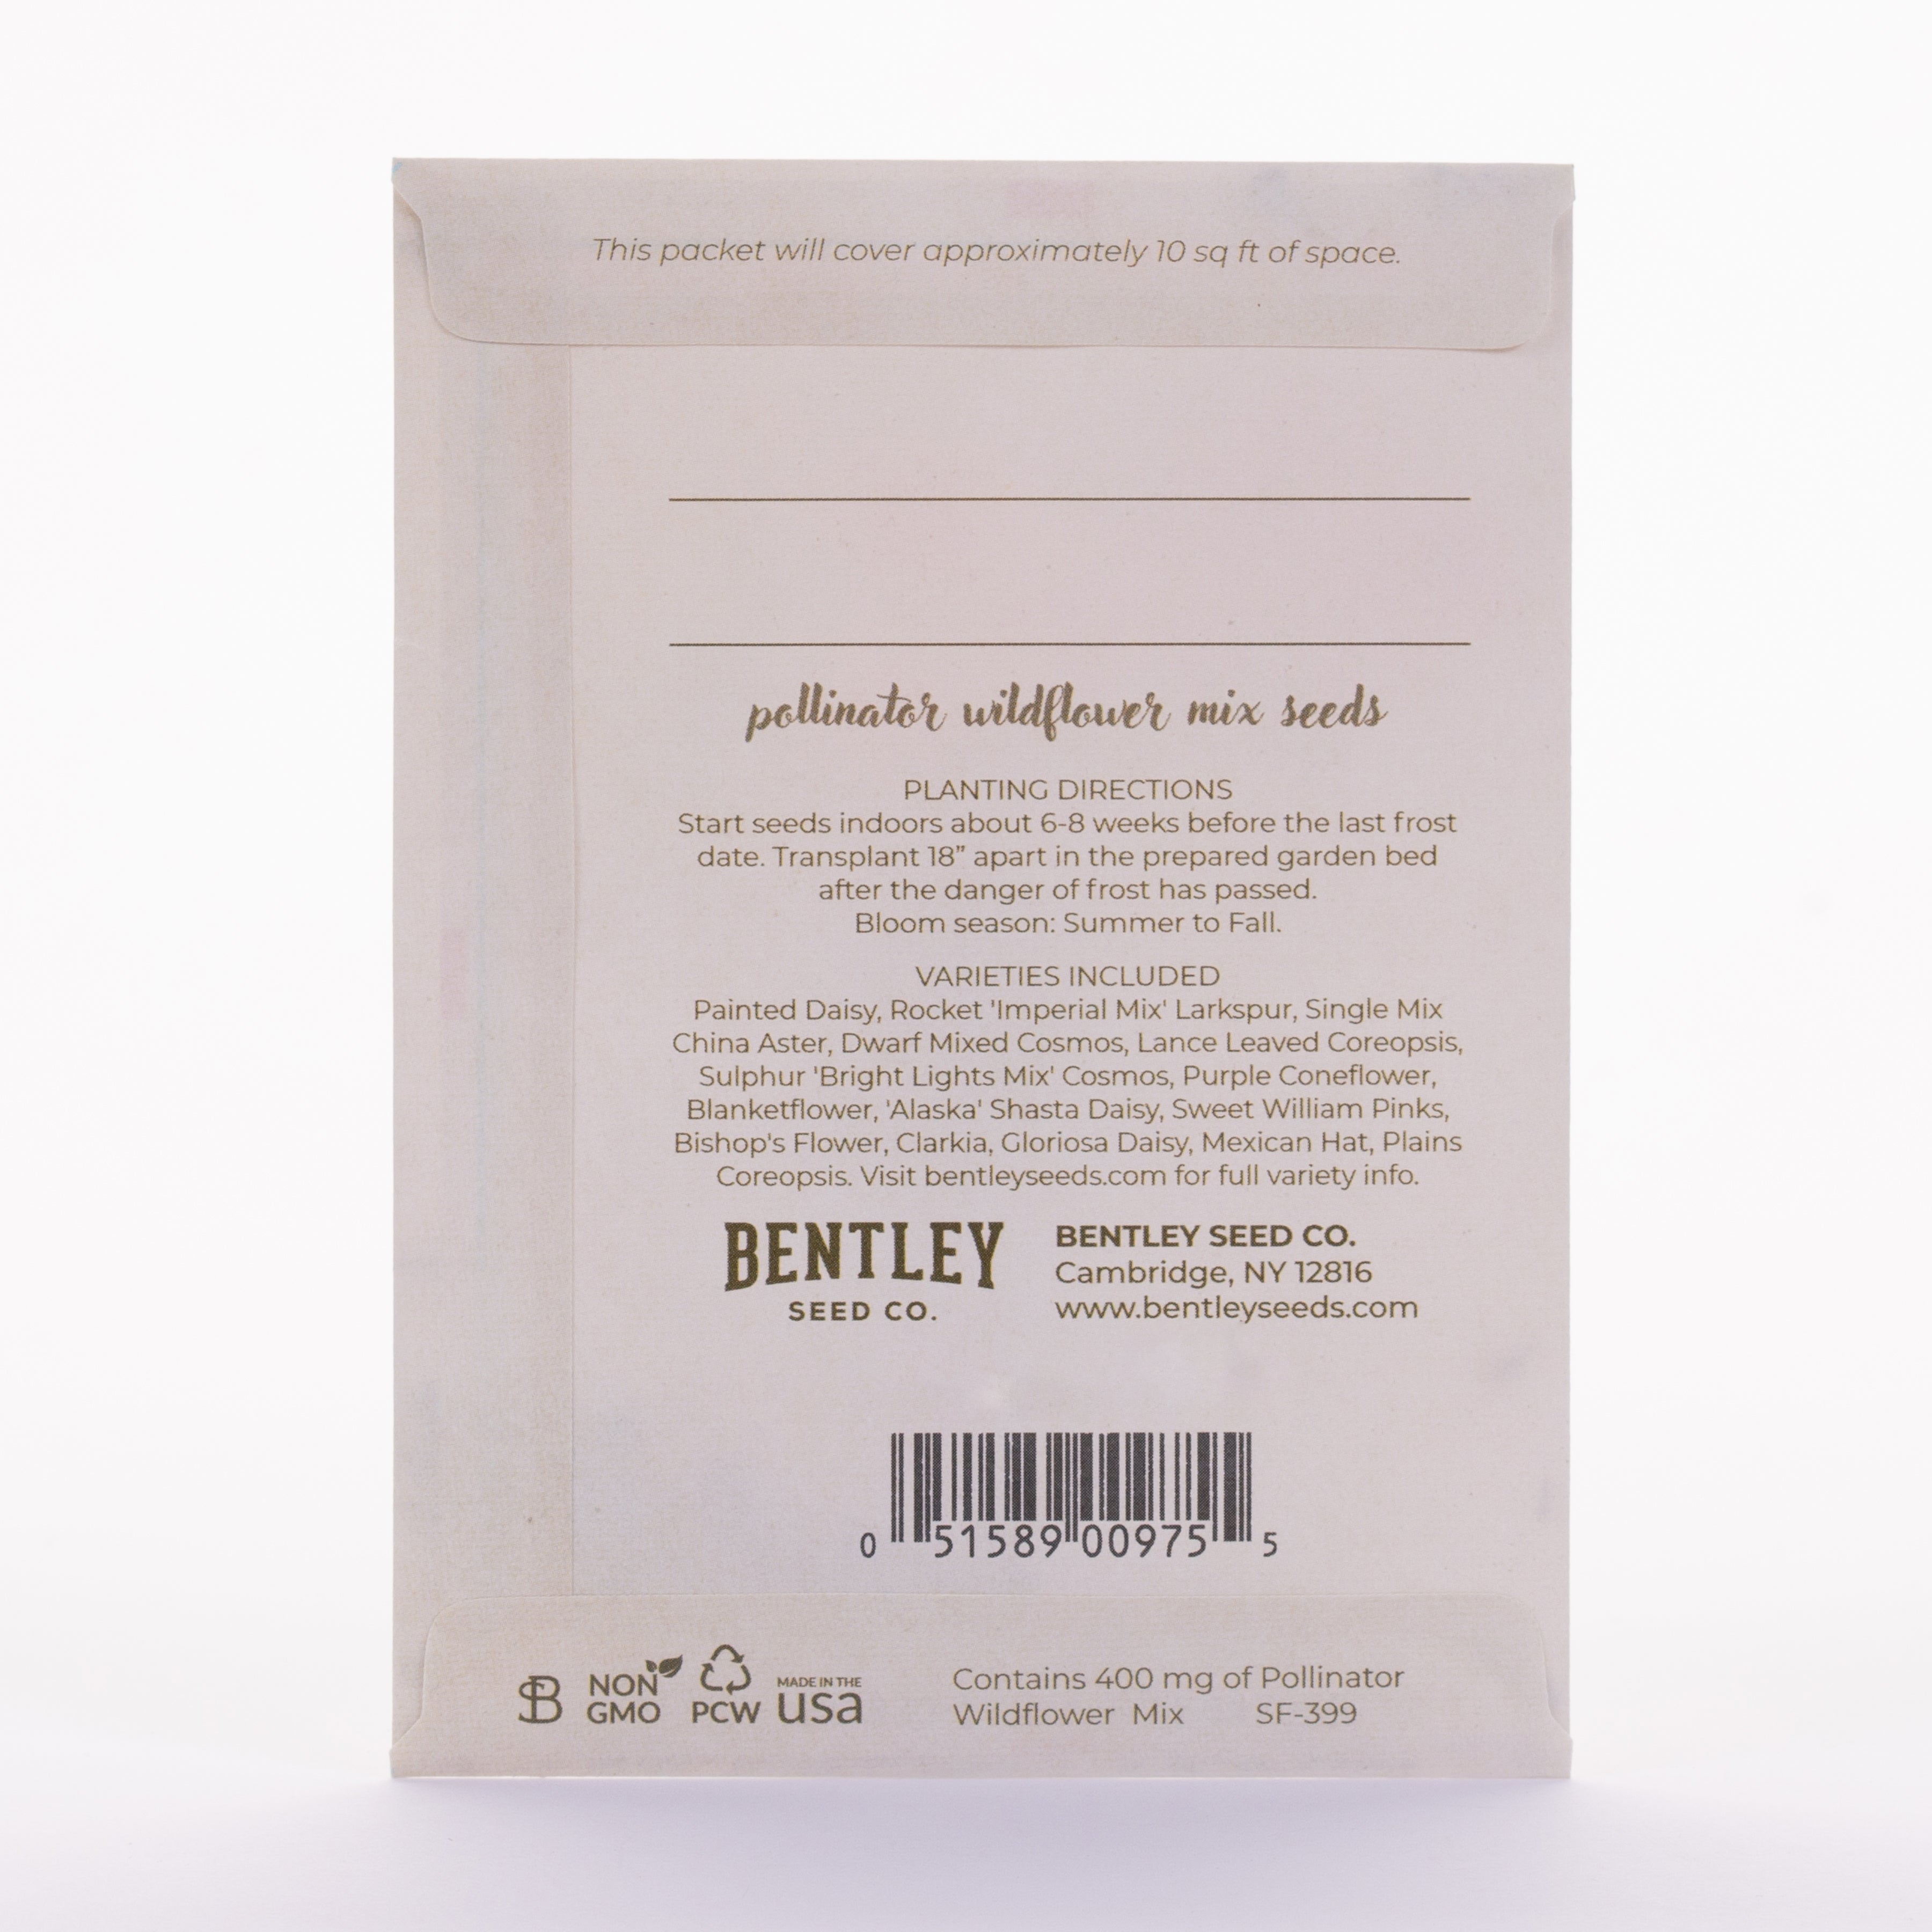 This packet will cover approximately 10 sq ft of space.
pollinator wildflower mix seeds
PLANTING DIRECTIONS
Start seeds indoors about 6-8 weeks before the last frost
date. Transplant 18” apart in the prepared garden bed
after the danger of frost has passed.
Bloom season: Summer to Fall.
VARIETIES INCLUDED
Painted Daisy, Rocket 'Imperial Mix' Larkspur, Single Mix
China Aster, Dwarf Mixed Cosmos, Lance Leaved Coreopsis,
Sulphur 'Bright Lights Mix' Cosmos, Purple Coneflower,
Blanketflower, 'Alaska' Shasta Daisy, Sweet William Pinks,
Bishop's Flower, Clarkia, Gloriosa Daisy, Mexican Hat, Plains
Coreopsis. Visit bentleyseeds.com for full variety info.
BENTLEY
SEED CO.
BENTLEY SEED CO.
Cambridge, NY 12816
www.bentleyseeds.com
0 51589 00975 5
SB
NON
GMO
PCW
MADE IN THE
usa
Contains 400 mg of Pollinator
Wildflower Mix SF-399